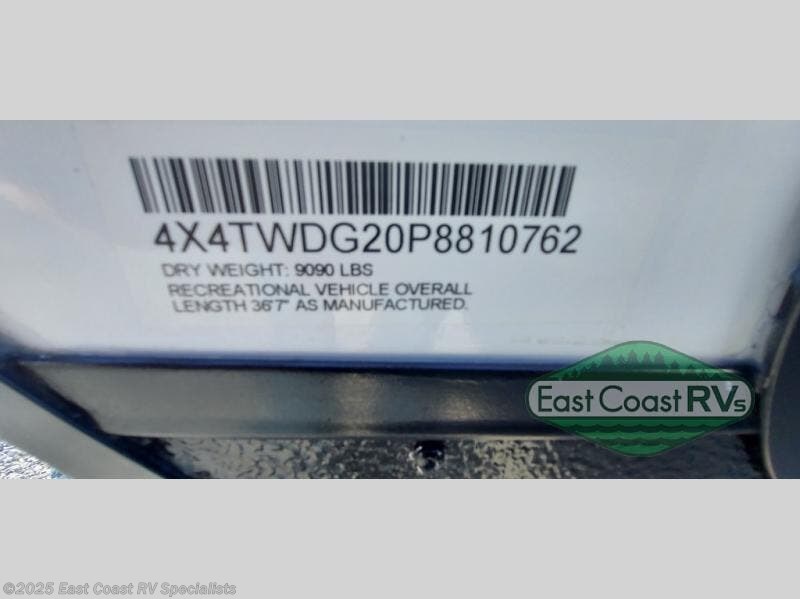 4X4TWDG20P8810762
DRY WEIGHT: 9090 LBS
RECREATIONAL VEHICLE OVERALL
LENGTH 36'7" AS MANUFACTURED.
East Coast RVs
©2025 East Coast RV Specialists